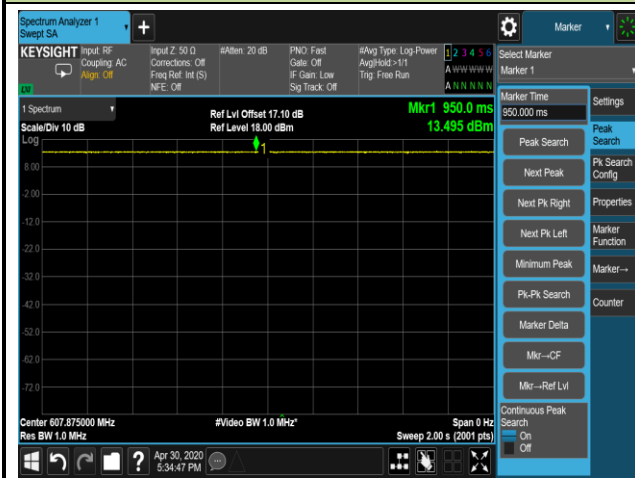 Spectrum Analyzer 1
Swept SA
Marker
KEYSIGHT
Input: RF
Coupling: AC
Align: Off
Input Z: 50 Ω
Corrections: Off
Freq Ref: Int (S)
NFE: Off
#Atten: 20 dB
PNO: Fast
Gate: Off
IF Gain: Low
Sig Track: Off
#Avg Type: Log-Power
Avg|Hold:>1/1
Trig: Free Run
1 2 3 4 5 6
A W W W W W
A N N N N N
LXI
Select Marker
Marker 1
1 Spectrum
Scale/Div 10 dB
Log
Ref Lvl Offset 17.10 dB
Ref Level 18.00 dBm
Mkr1 950.0 ms
13.495 dBm
1
8.00
-2.00
-12.0
-22.0
-32.0
-42.0
-52.0
-62.0
-72.0
Center 607.875000 MHz
Res BW 1.0 MHz
#Video BW 1.0 MHz*
Span 0 Hz
Sweep 2.00 s (2001 pts)
Marker Time
950.000 ms
Peak Search
Next Peak
Next Pk Right
Next Pk Left
Minimum Peak
Pk-Pk Search
Marker Delta
Mkr→CF
Mkr→Ref Lvl
Continuous Peak
Search
On
Off
Settings
Peak
Search
Pk Search
Config
Properties
Marker
Function
Marker→
Counter
Apr 30, 2020
5:34:47 PM